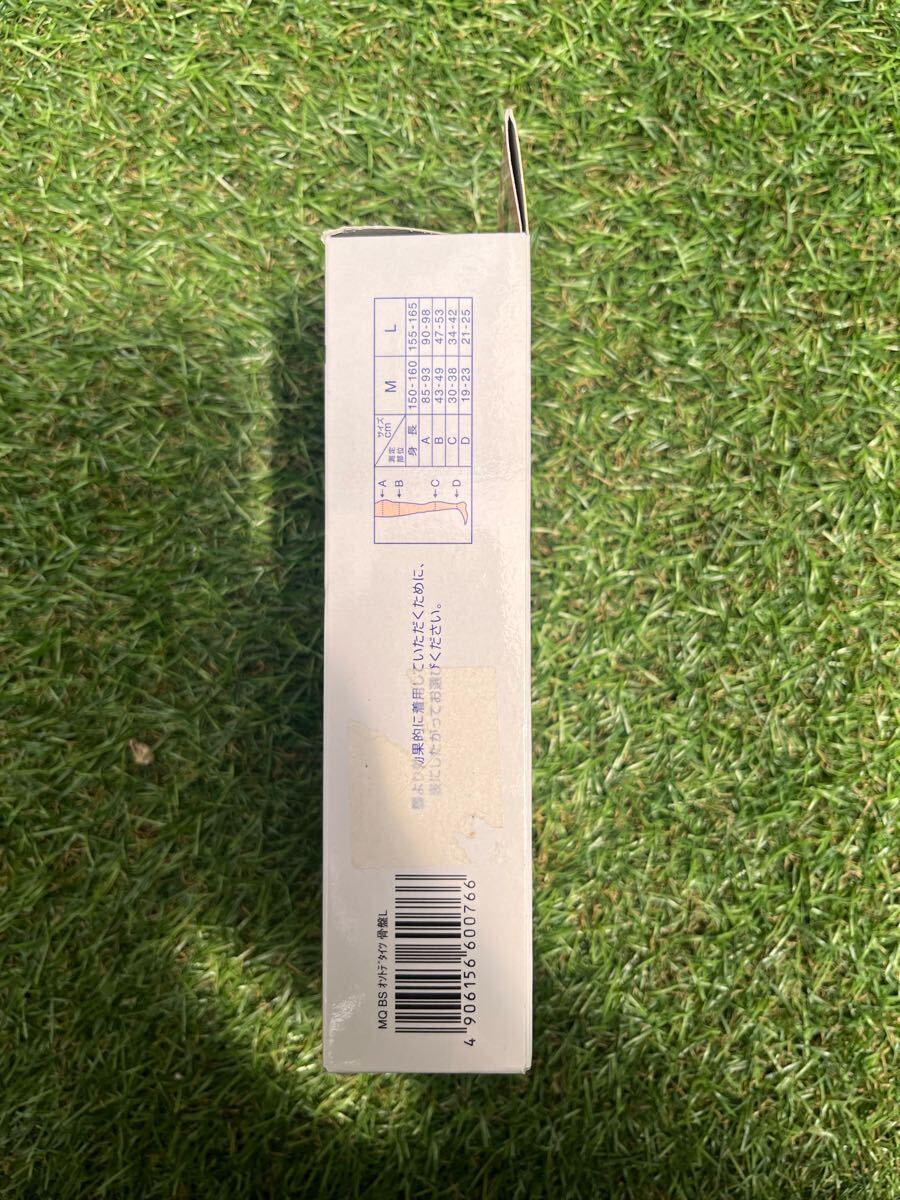 より効果的に着用していただくために、
表にしたがってお選びください。
←A
←B
←C
←D
測定部位 サイズcm M L
身長 150-160 155-165
A 85-93 90-98
B 43-49 47-53
C 30-38 34-42
D 19-23 21-25
MQ BS オソトデタイツ 骨盤L
4 906156 600766